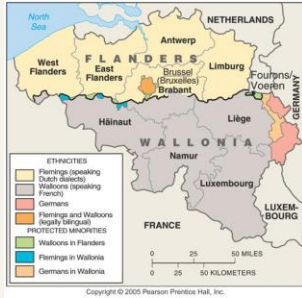 North
Sea
NETHERLANDS
Antwerp
FLANDERS
West
Flanders
East
Flanders
Brussel
(Bruxelles)
Brabant
Limburg
Fourons/
Voeren
GERMANY
Häinaut
Liège
WALLONIA
Namur
Luxembourg
LUXEM-
BOURG
FRANCE
ETHNICITIES
Flemings (speaking
Dutch dialects)
Walloons (speaking
French)
Germans
Flemings and Walloons
(legally bilingual)
PROTECTED MINORITIES
Walloons in Flanders
Flemings in Wallonia
Germans in Wallonia
0 25 50 MILES
0 25 50 KILOMETERS
Copyright © 2005 Pearson Prentice Hall, Inc.